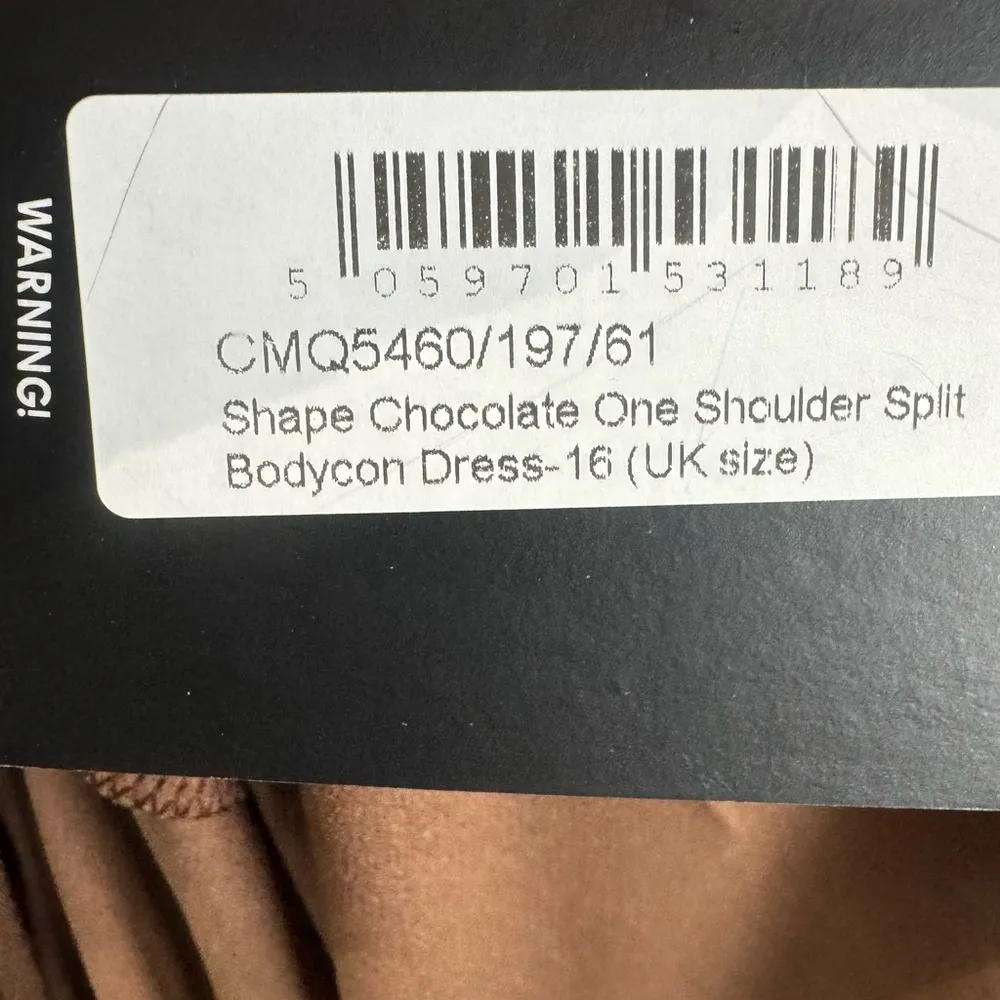 WARNING!
5 059701 531189
CMQ5460/197/61
Shape Chocolate One Shoulder Split
Bodycon Dress-16 (UK size)